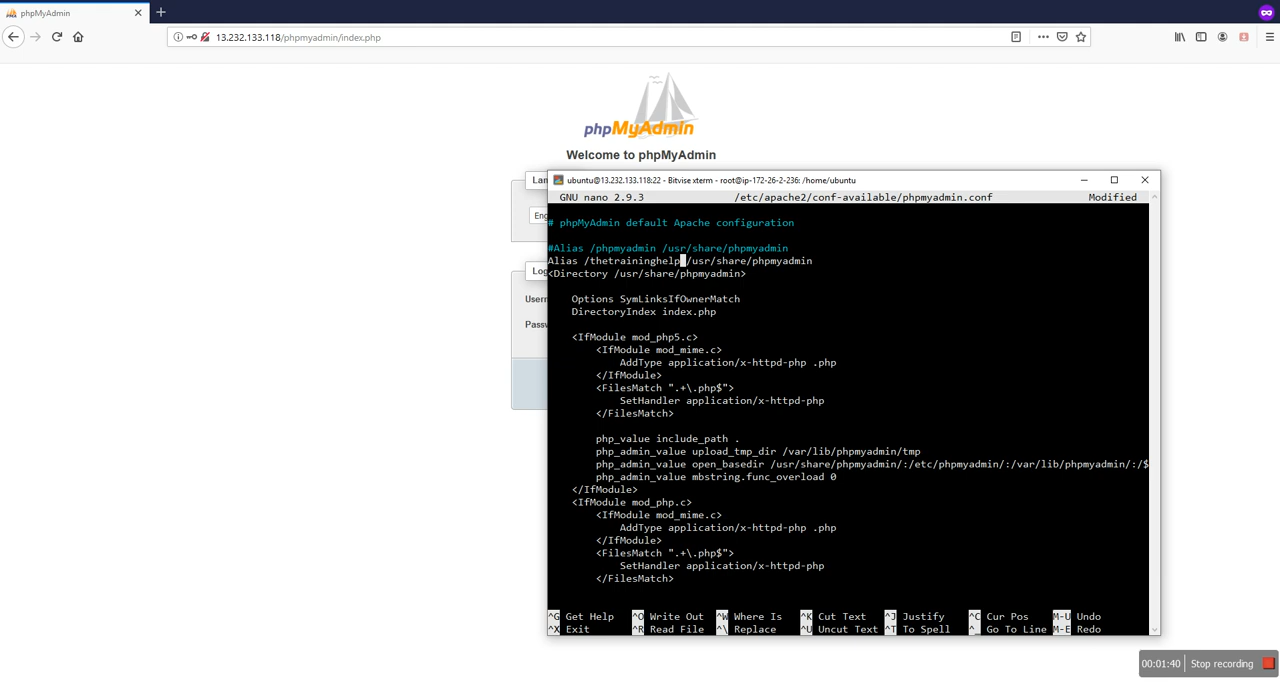 phpMyAdmin
13.232.133.118/phpmyadmin/index.php
phpMyAdmin
Welcome to phpMyAdmin
Lan
Eng
Log
Usern
Passw
ubuntu@13.232.133.118:22 - Bitvise xterm - root@ip-172-26-2-236: /home/ubuntu
GNU nano 2.9.3 /etc/apache2/conf-available/phpmyadmin.conf Modified
# phpMyAdmin default Apache configuration
#Alias /phpmyadmin /usr/share/phpmyadmin
Alias /thetraininghelp /usr/share/phpmyadmin
<Directory /usr/share/phpmyadmin>
Options SymLinksIfOwnerMatch
DirectoryIndex index.php
<IfModule mod_php5.c>
<IfModule mod_mime.c>
AddType application/x-httpd-php .php
</IfModule>
<FilesMatch ".+\.php$">
SetHandler application/x-httpd-php
</FilesMatch>
php_value include_path .
php_admin_value upload_tmp_dir /var/lib/phpmyadmin/tmp
php_admin_value open_basedir /usr/share/phpmyadmin/:/etc/phpmyadmin/:/var/lib/phpmyadmin/:/$
php_admin_value mbstring.func_overload 0
</IfModule>
<IfModule mod_php.c>
<IfModule mod_mime.c>
AddType application/x-httpd-php .php
</IfModule>
<FilesMatch ".+\.php$">
SetHandler application/x-httpd-php
</FilesMatch>
^G Get Help ^O Write Out ^W Where Is ^K Cut Text ^J Justify ^C Cur Pos M-U Undo
^X Exit ^R Read File ^\ Replace ^U Uncut Text ^T To Spell ^_ Go To Line M-E Redo
00:01:40 Stop recording